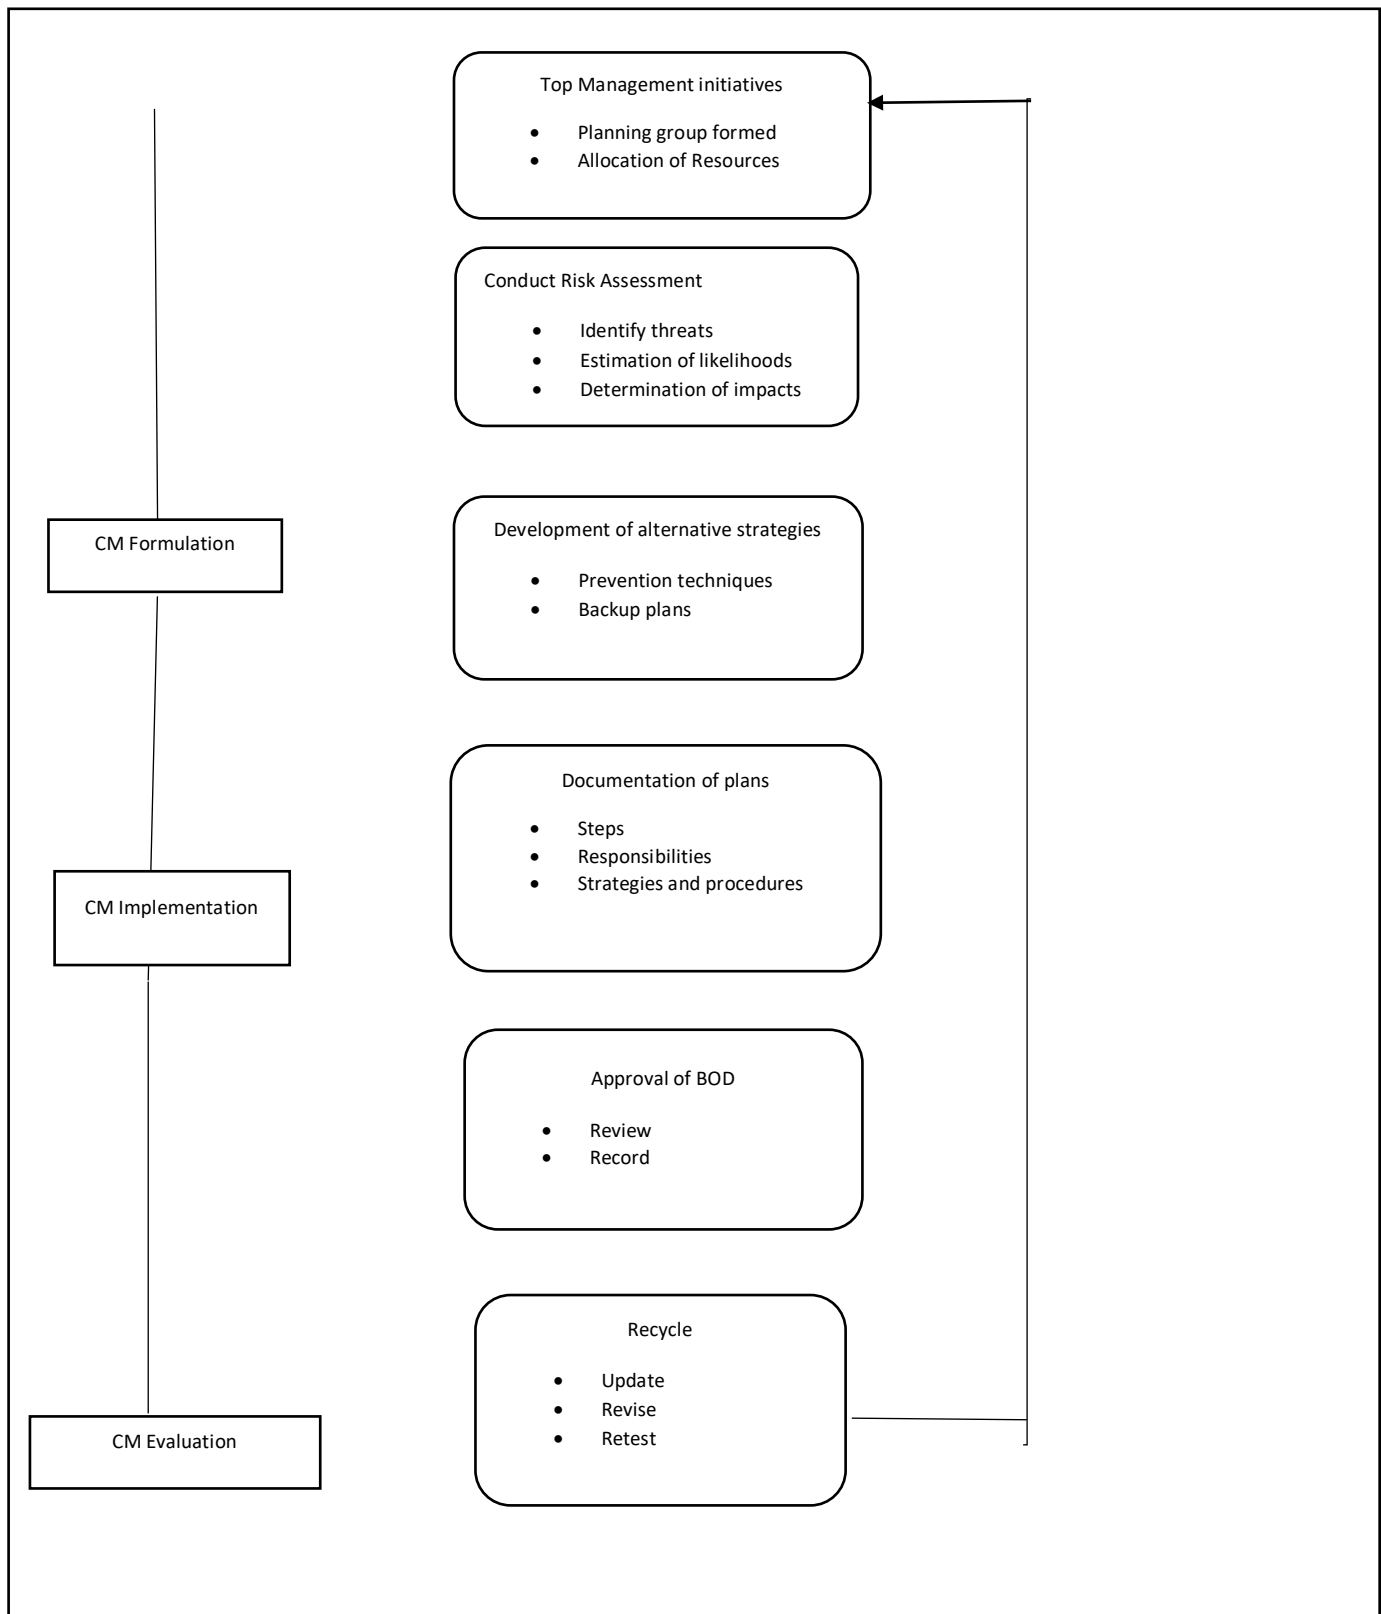 Top Management initiatives
• Planning group formed
• Allocation of Resources
Conduct Risk Assessment
• Identify threats
• Estimation of likelihoods
• Determination of impacts
CM Formulation
Development of alternative strategies
• Prevention techniques
• Backup plans
Documentation of plans
• Steps
• Responsibilities
• Strategies and procedures
CM Implementation
Approval of BOD
• Review
• Record
Recycle
• Update
• Revise
• Retest
CM Evaluation